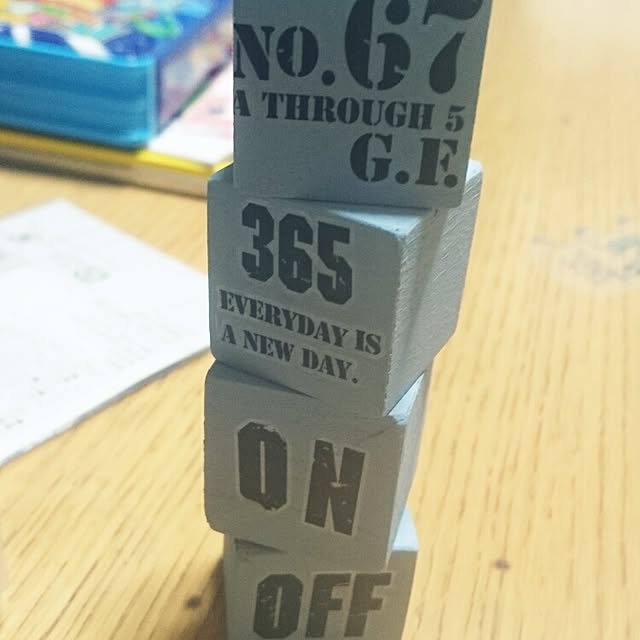 NO.67
A THROUGH 5
G.F.
365
EVERYDAY IS
A NEW DAY.
ON
OFF